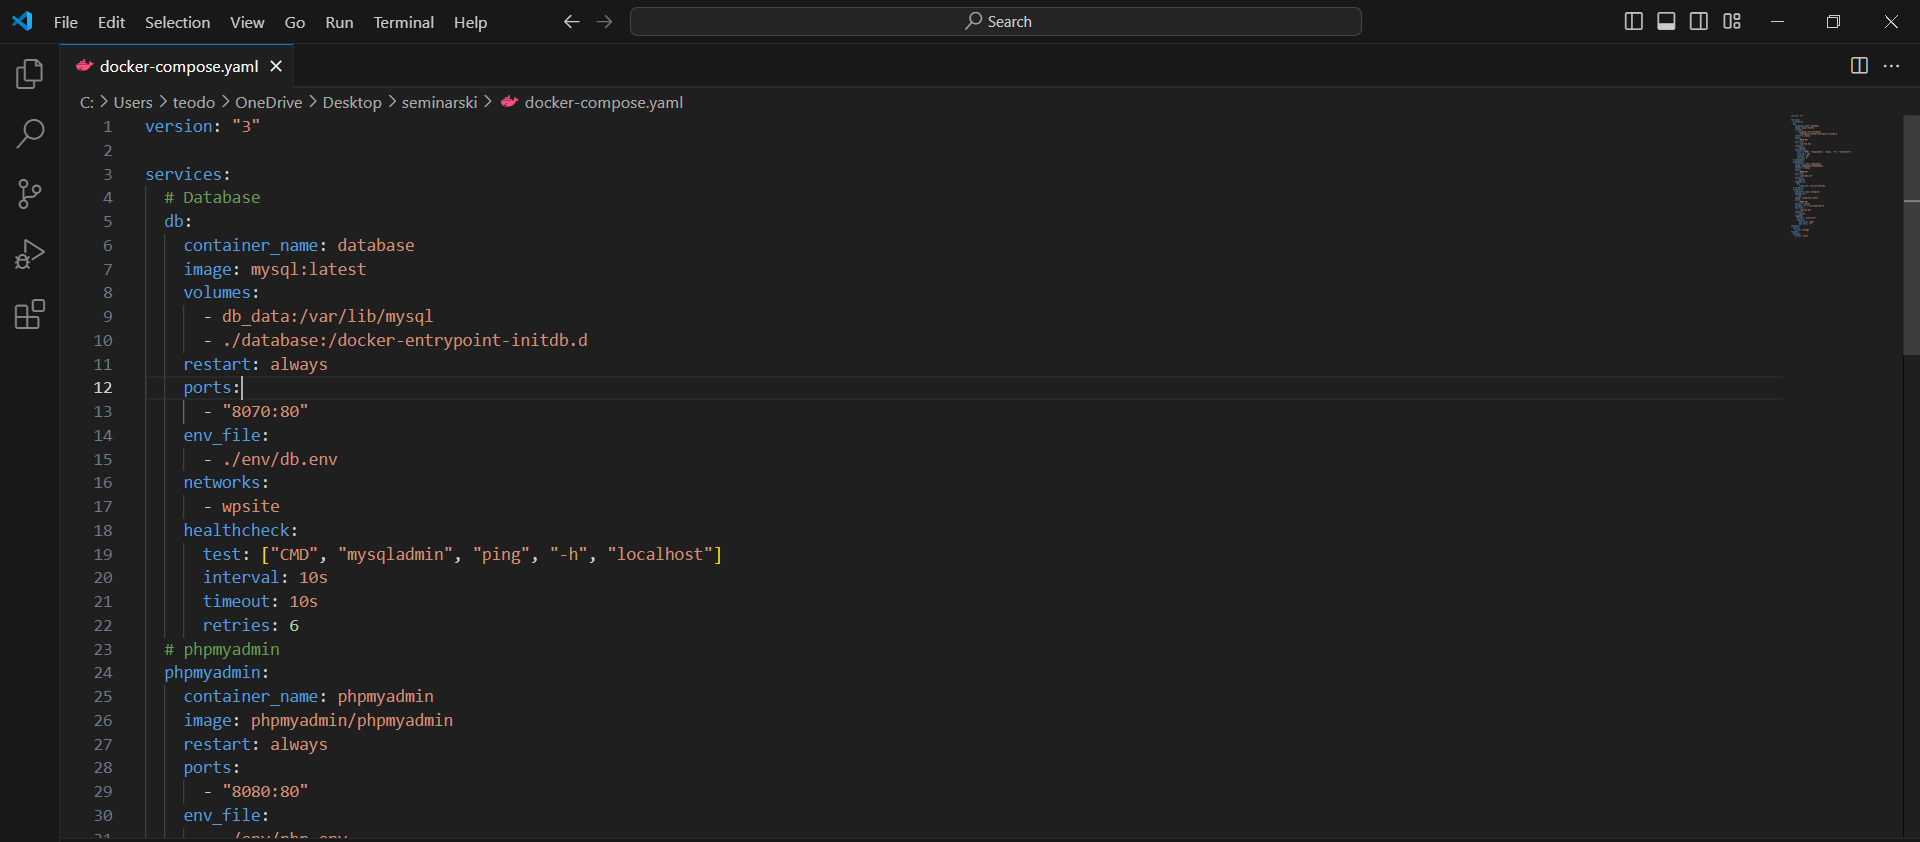 File Edit Selection View Go Run Terminal Help Search
docker-compose.yaml
C: > Users > teodo > OneDrive > Desktop > seminarski > docker-compose.yaml
1 version: "3"
2
3 services:
4 # Database
5 db:
6 container_name: database
7 image: mysql:latest
8 volumes:
9 - db_data:/var/lib/mysql
10 - ./database:/docker-entrypoint-initdb.d
11 restart: always
12 ports:
13 - "8070:80"
14 env_file:
15 - ./env/db.env
16 networks:
17 - wpsite
18 healthcheck:
19 test: ["CMD", "mysqladmin", "ping", "-h", "localhost"]
20 interval: 10s
21 timeout: 10s
22 retries: 6
23 # phpmyadmin
24 phpmyadmin:
25 container_name: phpmyadmin
26 image: phpmyadmin/phpmyadmin
27 restart: always
28 ports:
29 - "8080:80"
30 env_file: